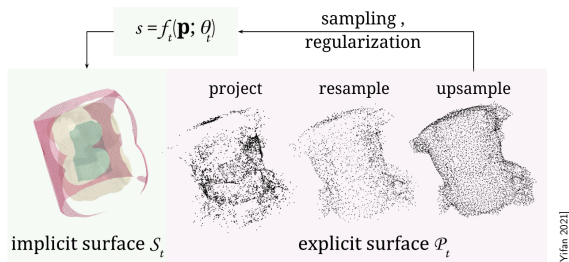 s = f_t(p; θ_t)
sampling ,
regularization
project
resample
upsample
implicit surface S_t
explicit surface P_t
Yifan 2021]